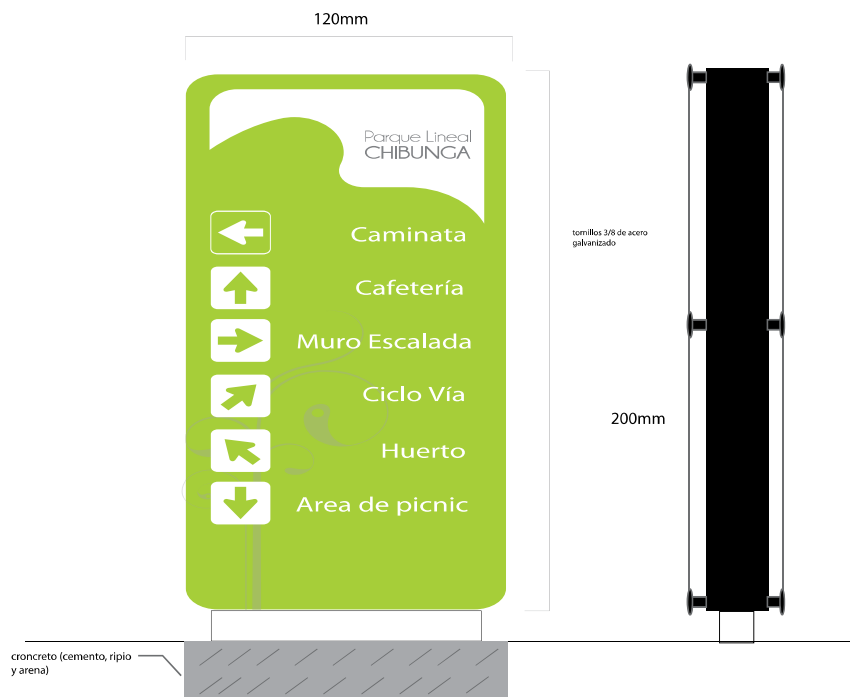 120mm
Parque Lineal
CHIBUNGA
Caminata
Cafetería
Muro Escalada
Ciclo Vía
Huerto
Area de picnic
tornillos 3/8 de acero
galvanizado
200mm
croncreto (cemento, ripio
y arena)